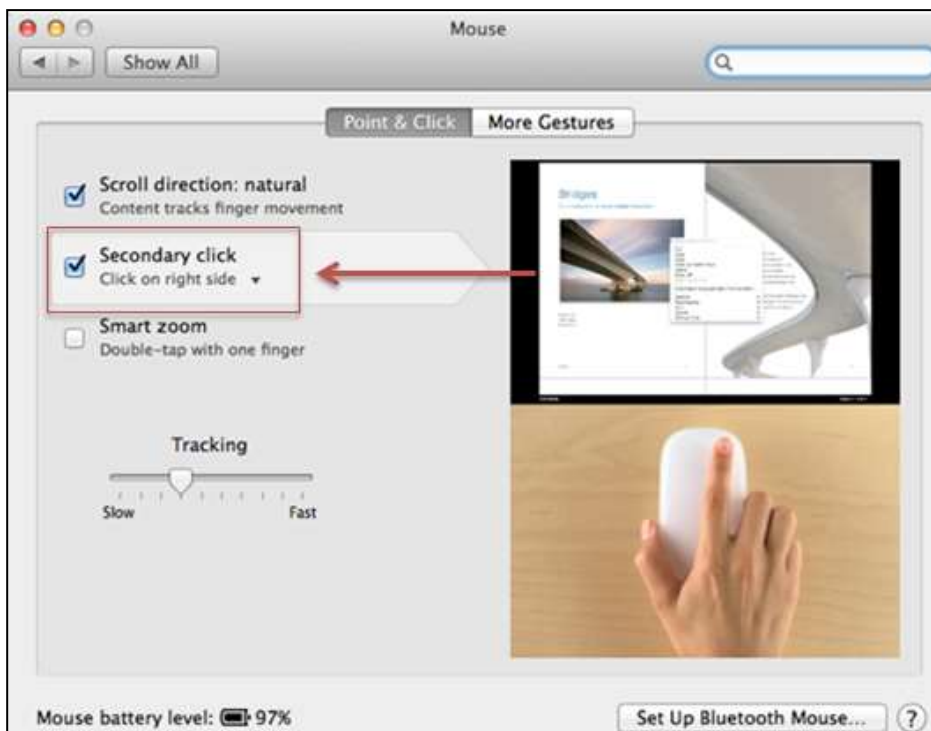 Mouse
Show All
Point & Click
More Gestures
Scroll direction: natural
Content tracks finger movement
Secondary click
Click on right side
Smart zoom
Double-tap with one finger
Tracking
Slow
Fast
Bridges
Mouse battery level: 97%
Set Up Bluetooth Mouse...
?